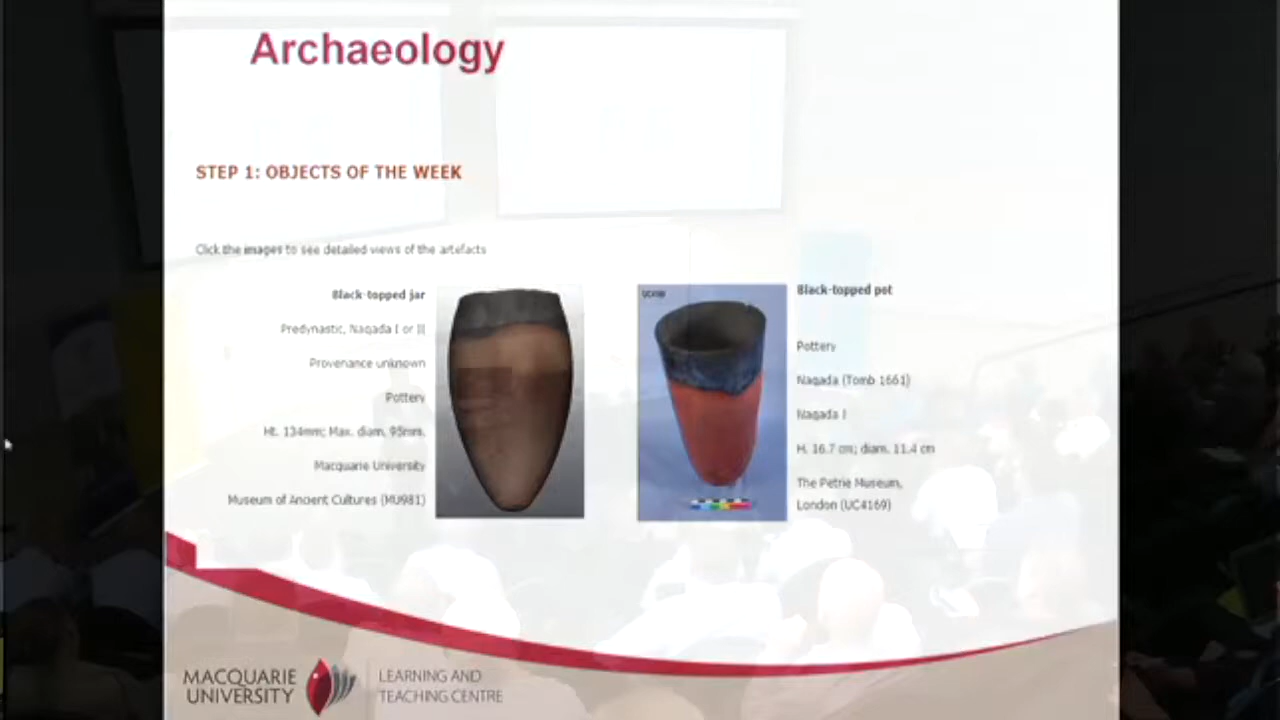 Archaeology
STEP 1: OBJECTS OF THE WEEK
Click the images to see detailed views of the artefacts
Black-topped jar
Predynastic, Naqada I or II
Provenance unknown
Pottery
Ht. 134mm; Max. diam. 95mm.
Macquarie University
Museum of Ancient Cultures (MU981)
Black-topped pot
Pottery
Naqada (Tomb 1661)
Naqada I
H. 16.7 cm; diam. 11.4 cm
The Petrie Museum,
London (UC4169)
MACQUARIE
UNIVERSITY
LEARNING AND
TEACHING CENTRE